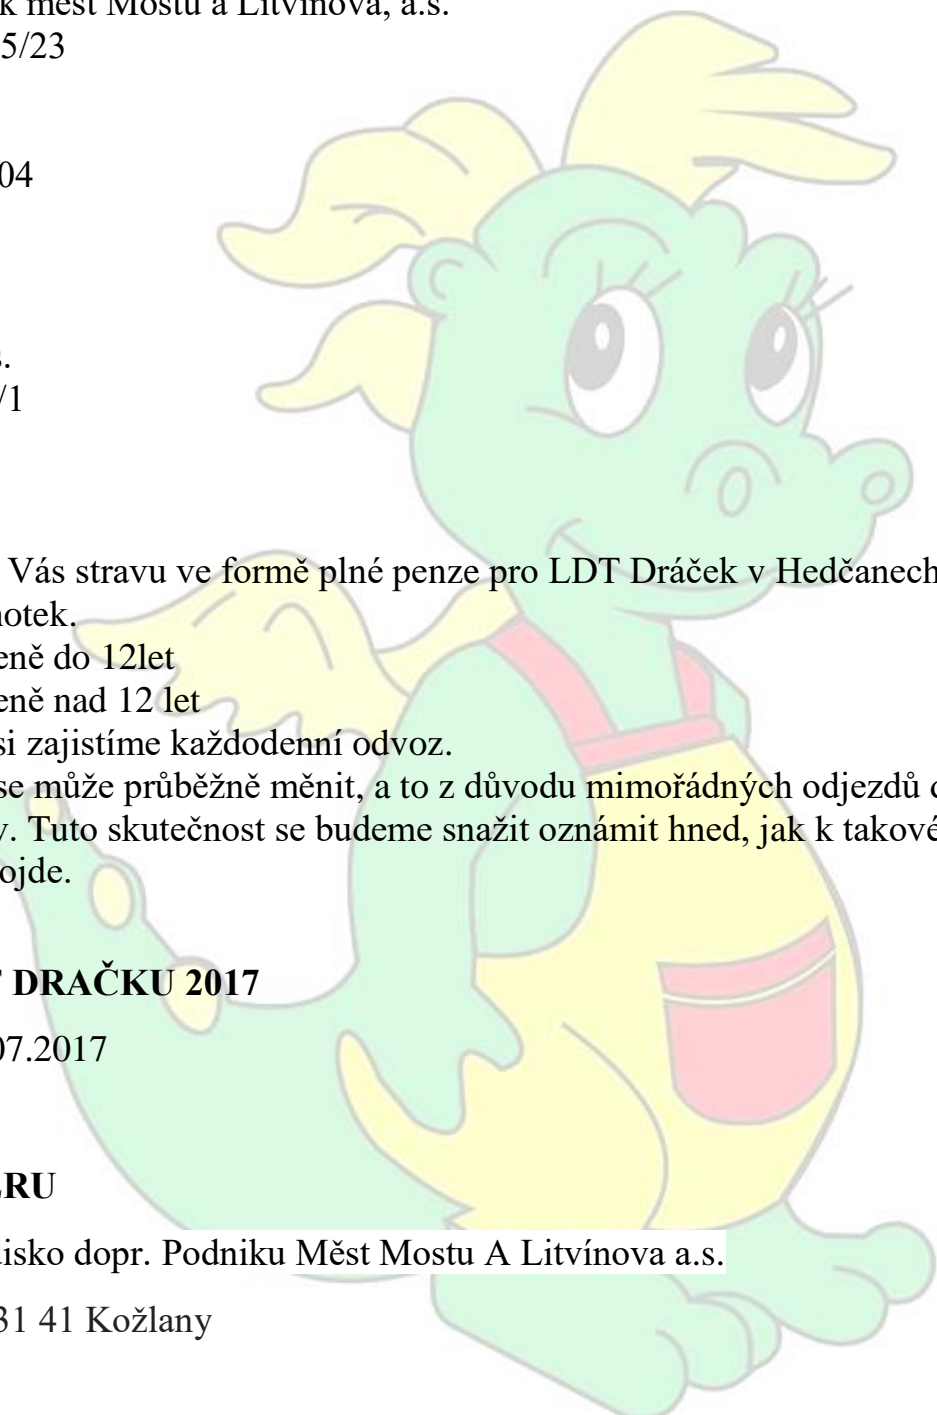 k měst Mostu a Litvínova, a.s.
5/23
04
s.
/1
Vás stravu ve formě plné penze pro LDT Dráček v Hedčanech
notek.
eně do 12let
eně nad 12 let
si zajistíme každodenní odvoz.
se může průběžně měnit, a to z důvodu mimořádných odjezdů d
v. Tuto skutečnost se budeme snažit oznámit hned, jak k takové
ojde.
T DRAČKU 2017
07.2017
ERU
disko dopr. Podniku Měst Mostu A Litvínova a.s.
31 41 Kožlany